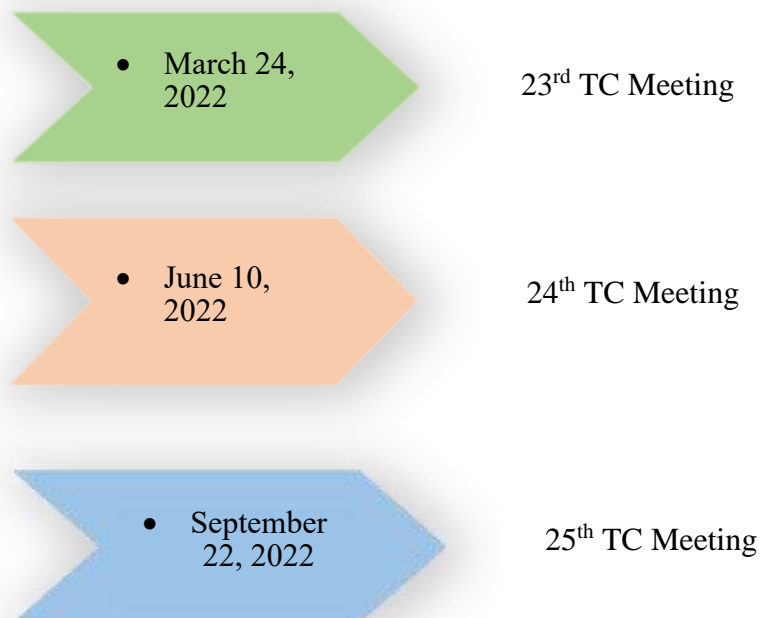 • March 24,
2022
23rd TC Meeting
• June 10,
2022
24th TC Meeting
• September
22, 2022
25th TC Meeting